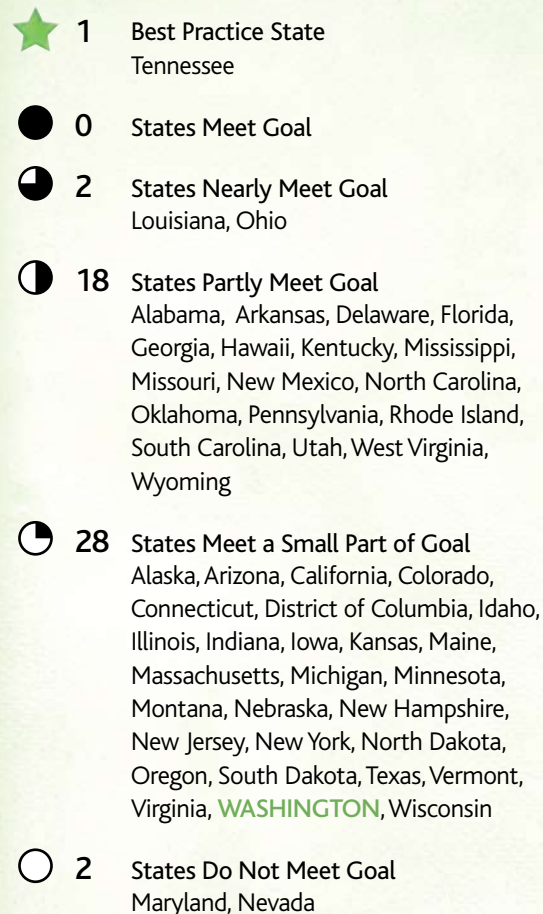 1 Best Practice State
Tennessee
0 States Meet Goal
2 States Nearly Meet Goal
Louisiana, Ohio
18 States Partly Meet Goal
Alabama, Arkansas, Delaware, Florida,
Georgia, Hawaii, Kentucky, Mississippi,
Missouri, New Mexico, North Carolina,
Oklahoma, Pennsylvania, Rhode Island,
South Carolina, Utah, West Virginia,
Wyoming
28 States Meet a Small Part of Goal
Alaska, Arizona, California, Colorado,
Connecticut, District of Columbia, Idaho,
Illinois, Indiana, Iowa, Kansas, Maine,
Massachusetts, Michigan, Minnesota,
Montana, Nebraska, New Hampshire,
New Jersey, New York, North Dakota,
Oregon, South Dakota, Texas, Vermont,
Virginia, WASHINGTON, Wisconsin
2 States Do Not Meet Goal
Maryland, Nevada